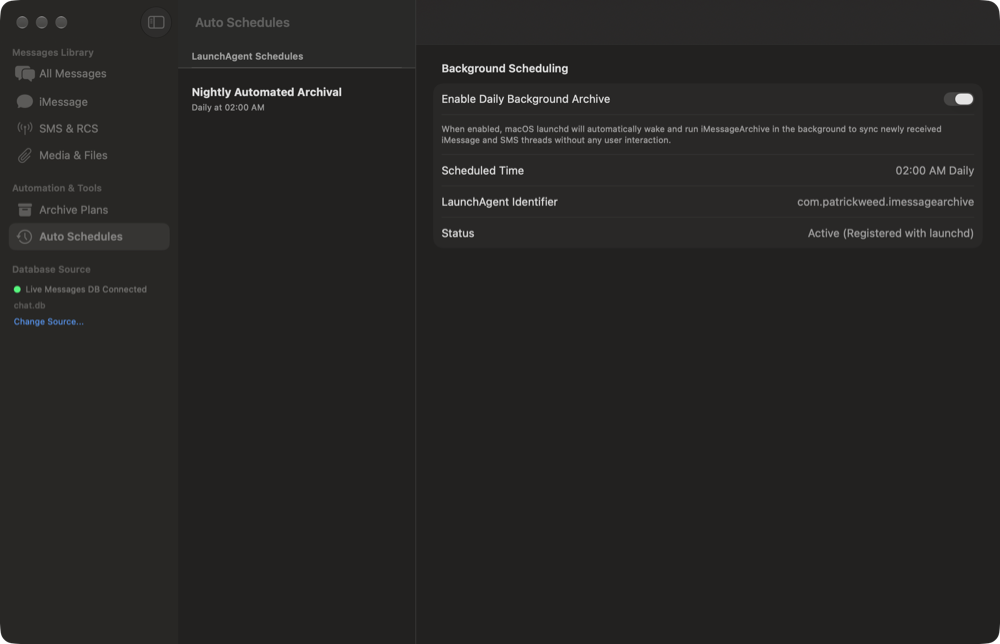 Messages Library
All Messages
iMessage
SMS & RCS
Media & Files
Automation & Tools
Archive Plans
Auto Schedules
Database Source
Live Messages DB Connected
chat.db
Change Source...
Auto Schedules
LaunchAgent Schedules
Nightly Automated Archival
Daily at 02:00 AM
Background Scheduling
Enable Daily Background Archive
When enabled, macOS launchd will automatically wake and run iMessageArchive in the background to sync newly received
iMessage and SMS threads without any user interaction.
Scheduled Time
02:00 AM Daily
LaunchAgent Identifier
com.patrickweed.imessagearchive
Status
Active (Registered with launchd)